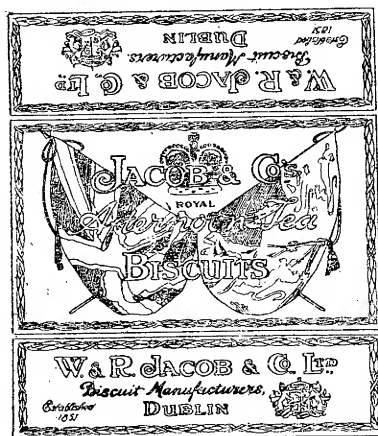 W. & R. JACOB & CO. LTD
Biscuit Manufacturers,
DUBLIN
Established
1851
JACOB & CO'S
ROYAL
Afternoon Tea
BISCUITS
W. & R. JACOB & CO. LTD
Biscuit Manufacturers,
DUBLIN
Established
1851